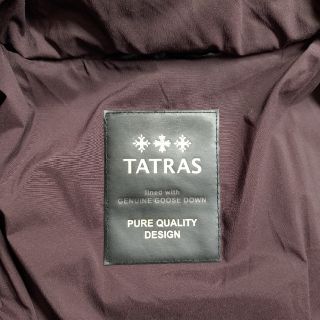 TATRAS
lined with
GENUINE GOOSE DOWN
PURE QUALITY
DESIGN